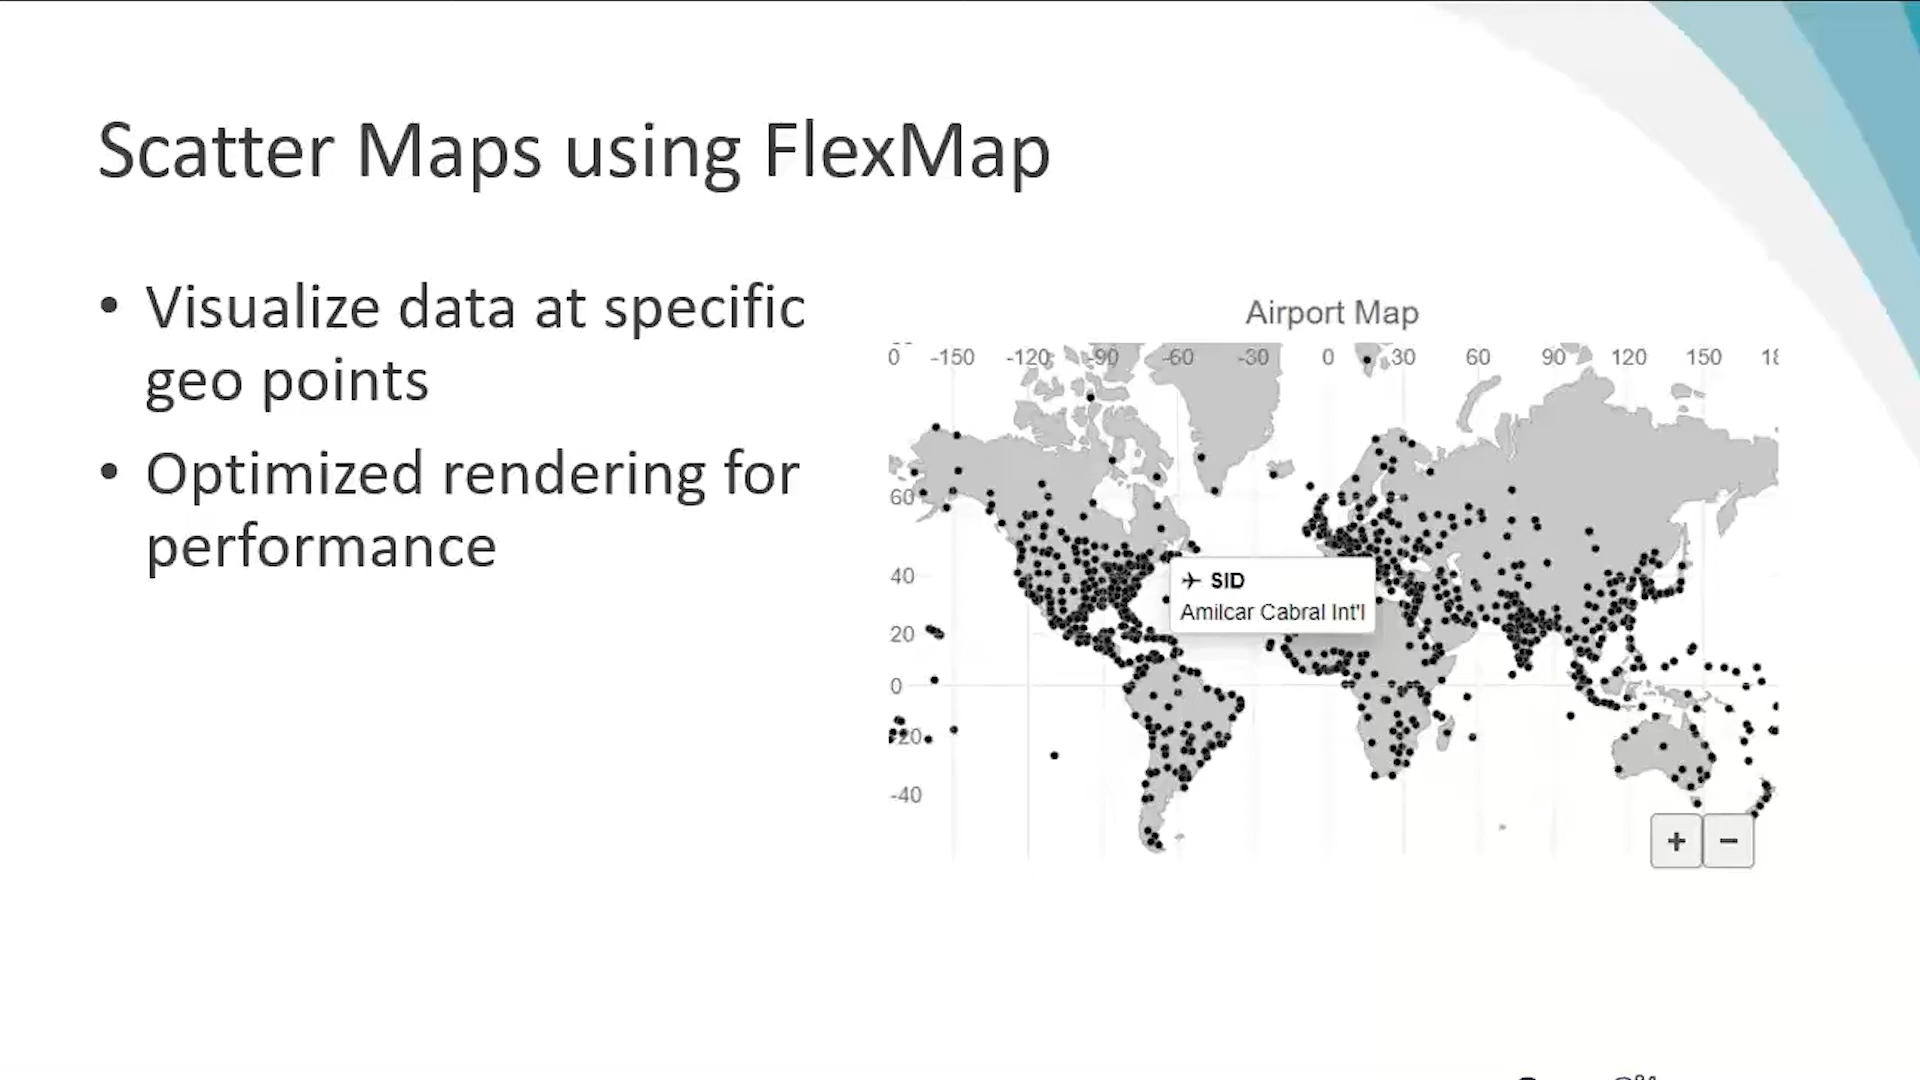 Scatter Maps using FlexMap
• Visualize data at specific
geo points
• Optimized rendering for
performance
Airport Map
0 -150 -120 -90 -60 -30 0 30 60 90 120 150
60
40
20
0
-20
-40
✈ SID
Amilcar Cabral Int'l
+ −